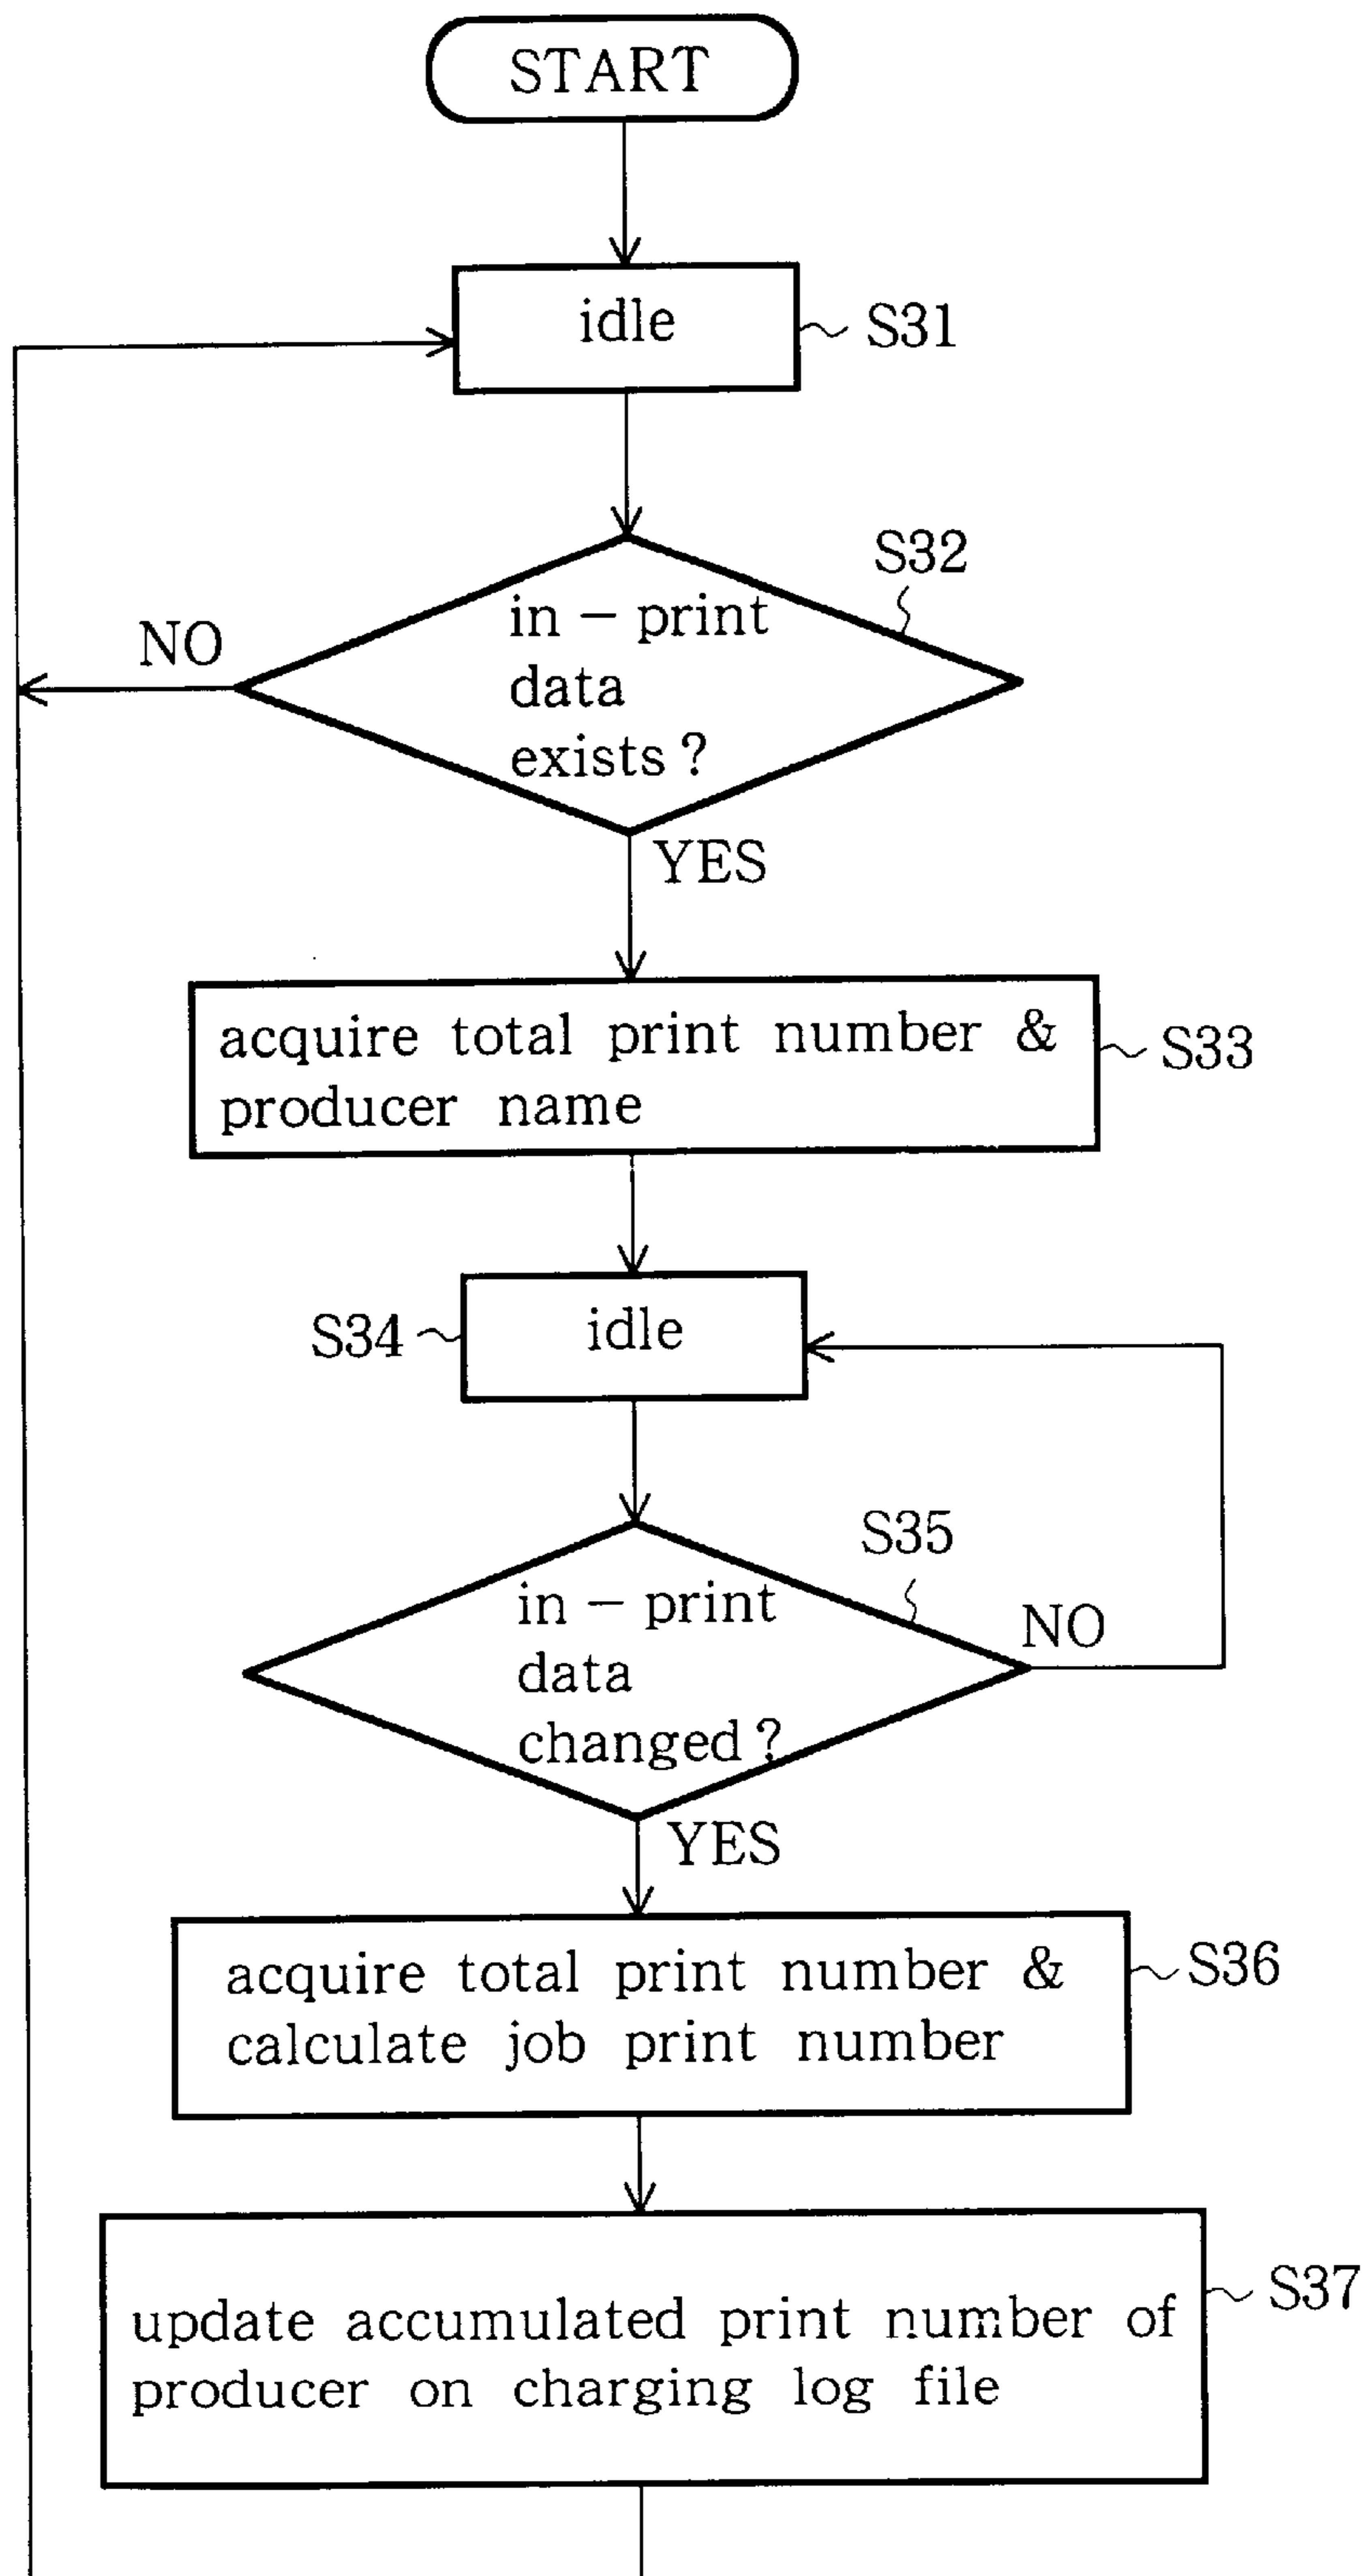 START
idle
S31
S32
in - print
data
exists ?
NO
YES
acquire total print number &
producer name
S33
S34
idle
S35
in - print
data
changed ?
NO
YES
acquire total print number &
calculate job print number
S36
update accumulated print number of
producer on charging log file
S37